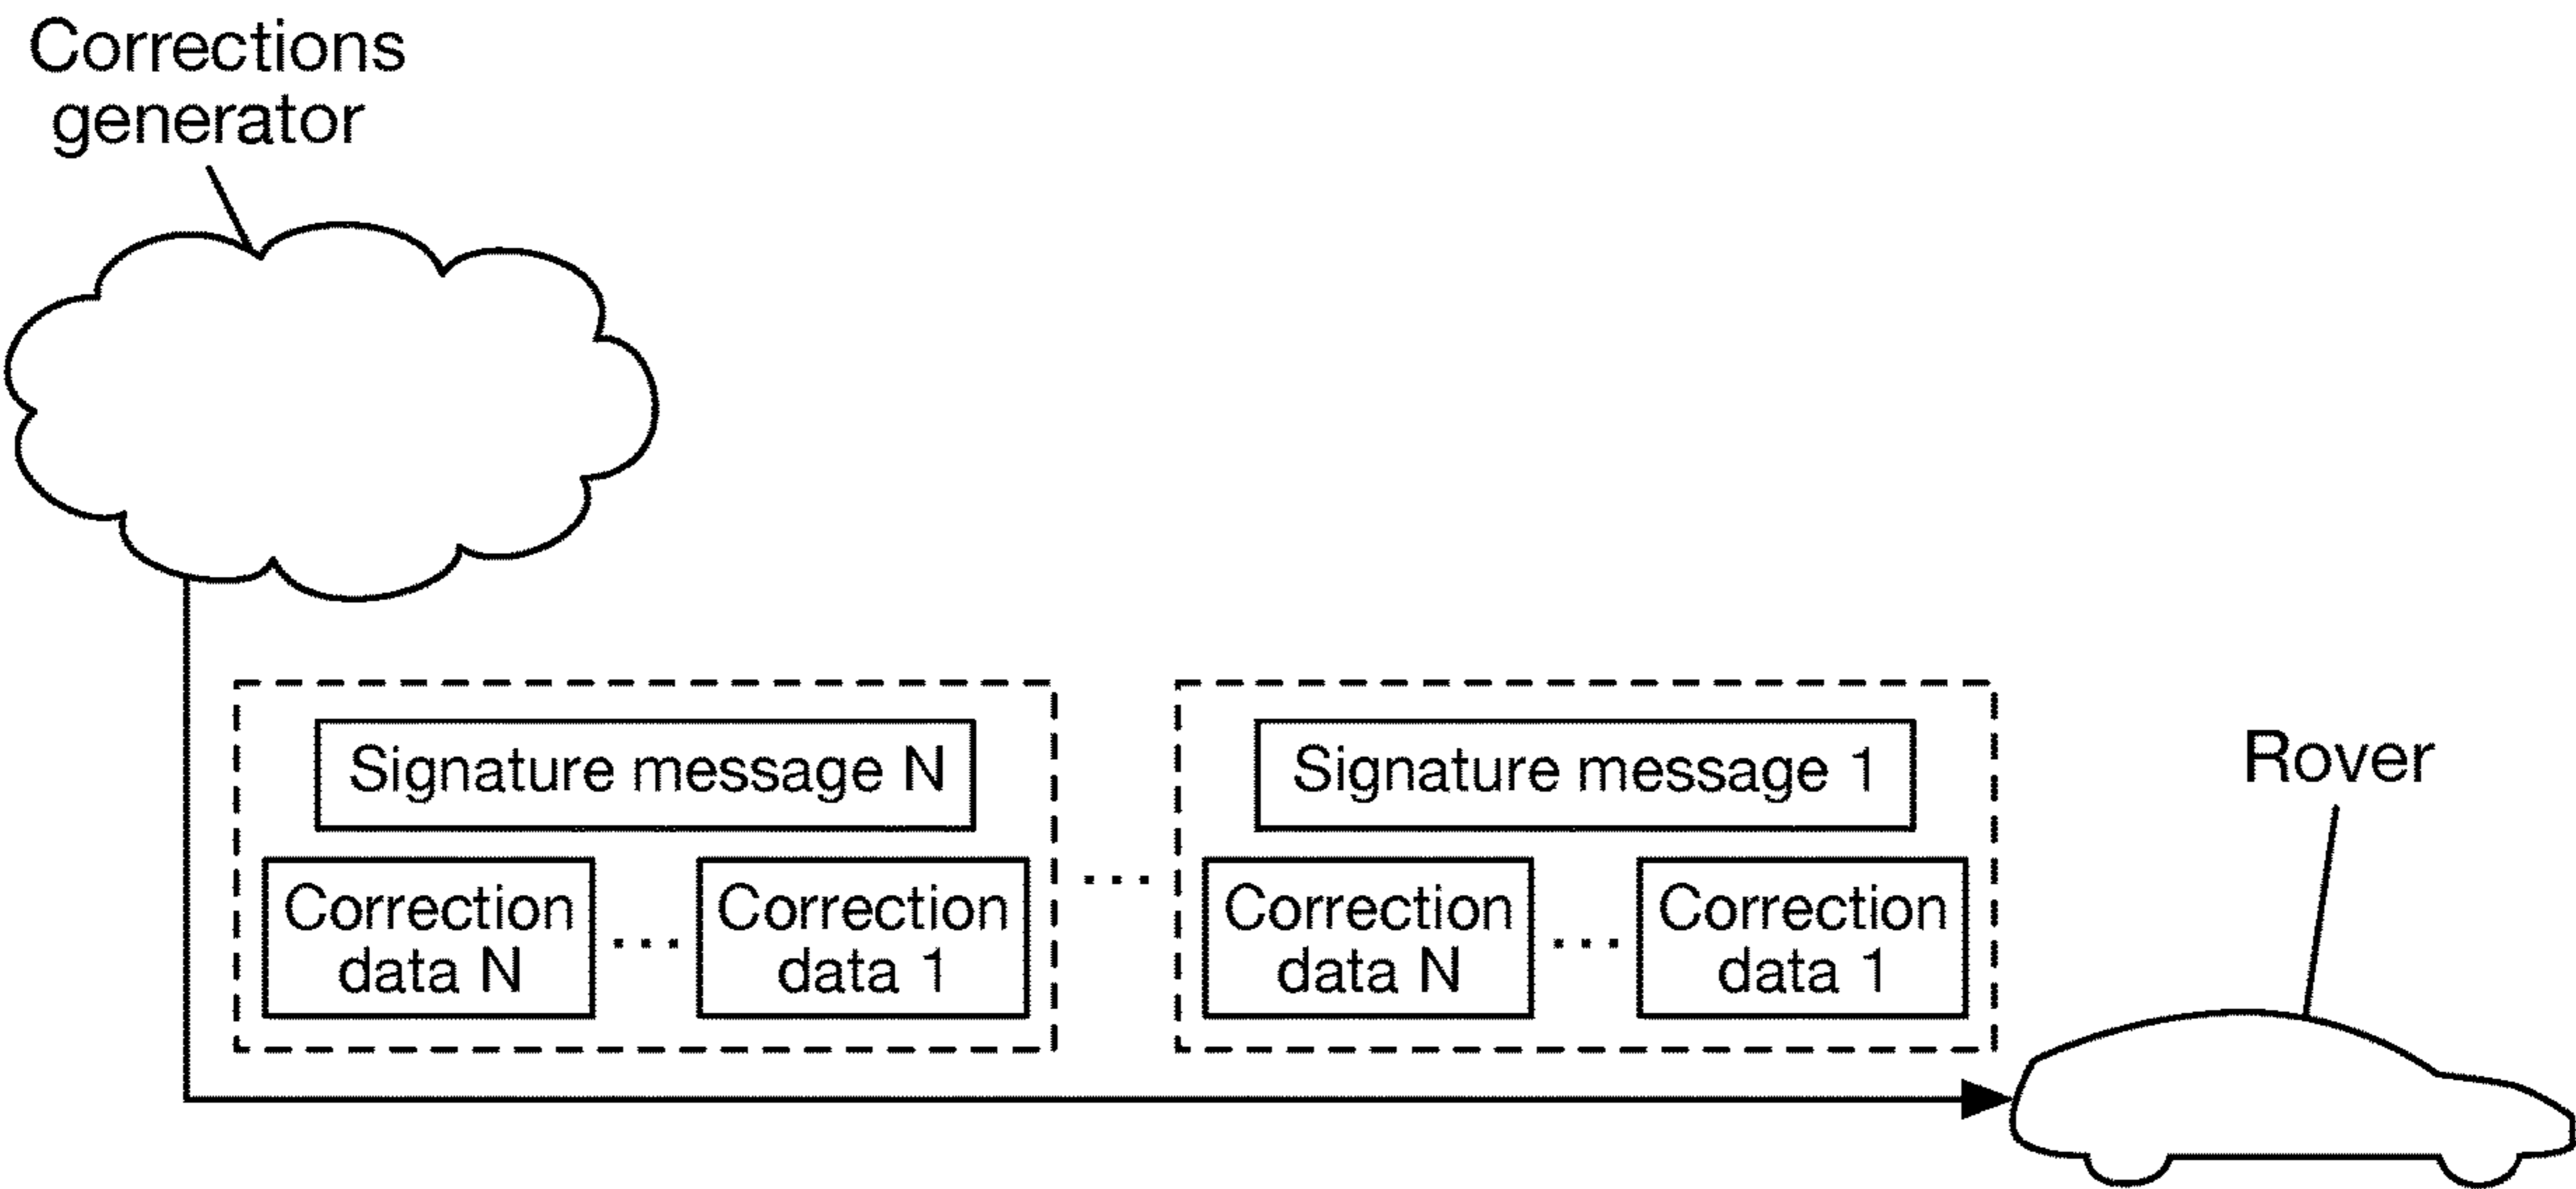 Corrections
generator
Signature message N
Correction
data N
...
Correction
data 1
...
Signature message 1
Correction
data N
...
Correction
data 1
Rover